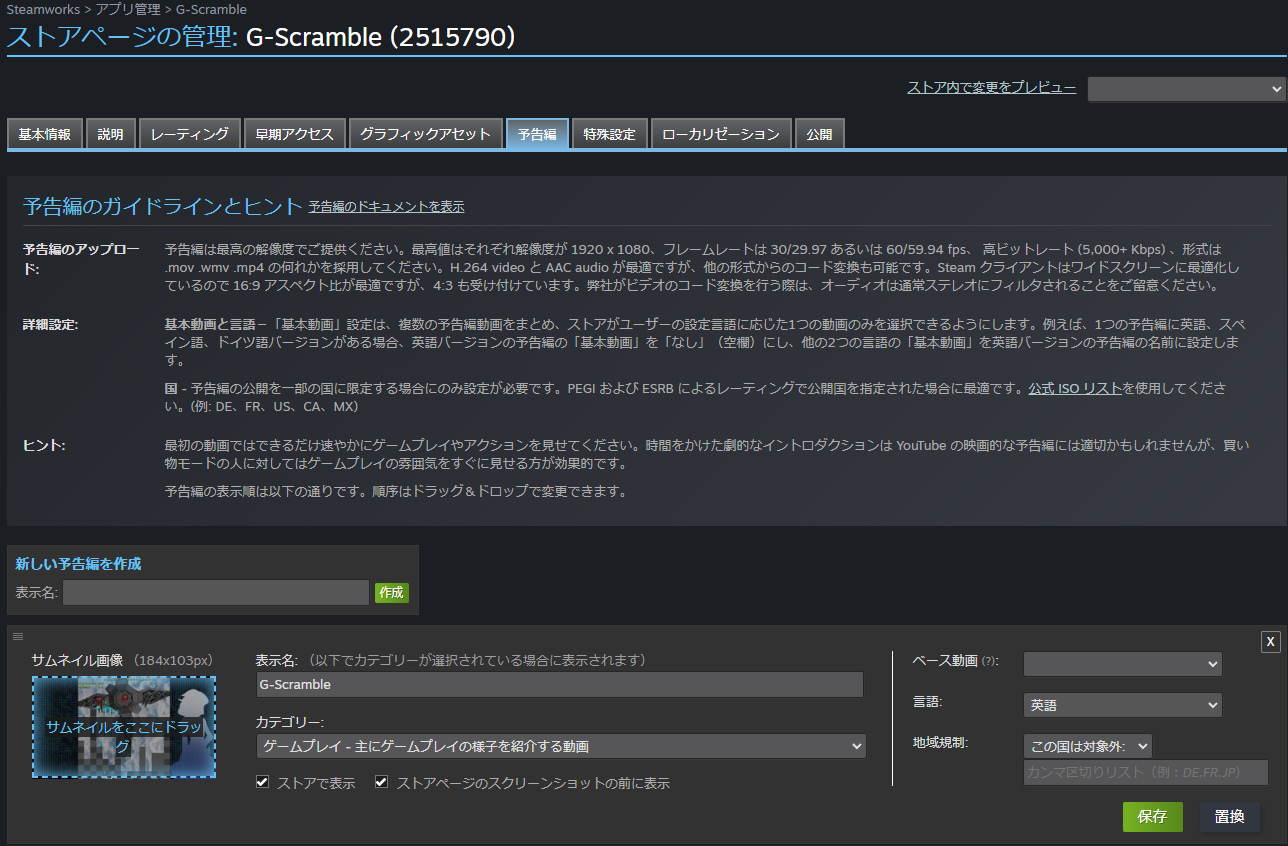 Steamworks > アプリ管理 > G-Scramble
ストアページの管理: G-Scramble (2515790)
ストア内で変更をプレビュー
基本情報 説明 レーティング 早期アクセス グラフィックアセット 予告編 特殊設定 ローカリゼーション 公開
予告編のガイドラインとヒント 予告編のドキュメントを表示
予告編のアップロード:
予告編は最高の解像度でご提供ください。最高値はそれぞれ解像度が 1920 x 1080、フレームレートは 30/29.97 あるいは 60/59.94 fps、 高ビットレート (5,000+ Kbps) 、形式は
.mov .wmv .mp4 の何れかを採用してください。H.264 video と AAC audio が最適ですが、他の形式からのコード変換も可能です。Steam クライアントはワイドスクリーンに最適化し
ているので 16:9 アスペクト比が最適ですが、4:3 も受け付けています。弊社がビデオのコード変換を行う際は、オーディオは通常ステレオにフィルタされることをご留意ください。
詳細設定:
基本動画と言語 – 「基本動画」設定は、複数の予告編動画をまとめ、ストアがユーザーの設定言語に応じた1つの動画のみを選択できるようにします。例えば、1つの予告編に英語、スペ
イン語、ドイツ語バージョンがある場合、英語バージョンの予告編の「基本動画」を「なし」（空欄）にし、他の2つの言語の「基本動画」を英語バージョンの予告編の名前に設定しま
す。
国 - 予告編の公開を一部の国に限定する場合にのみ設定が必要です。PEGI および ESRB によるレーティングで公開国を指定された場合に最適です。公式 ISO リストを使用してくださ
い。(例: DE、FR、US、CA、MX）
ヒント:
最初の動画ではできるだけ速やかにゲームプレイやアクションを見せてください。時間をかけた劇的なイントロダクションは YouTube の映画的な予告編には適切かもしれませんが、買い
物モードの人に対してはゲームプレイの雰囲気をすぐに見せる方が効果的です。
予告編の表示順は以下の通りです。順序はドラッグ＆ドロップで変更できます。
新しい予告編を作成
表示名: 作成
X
サムネイル画像 （184x103px）
サムネイルをここにドラッ
グ
表示名: （以下でカテゴリーが選択されている場合に表示されます）
G-Scramble
カテゴリー:
ゲームプレイ - 主にゲームプレイの様子を紹介する動画
ストアで表示 ストアページのスクリーンショットの前に表示
ベース動画 (?):
言語: 英語
地域規制: この国は対象外:
カンマ区切りリスト（例：DE,FR,JP）
保存 置換